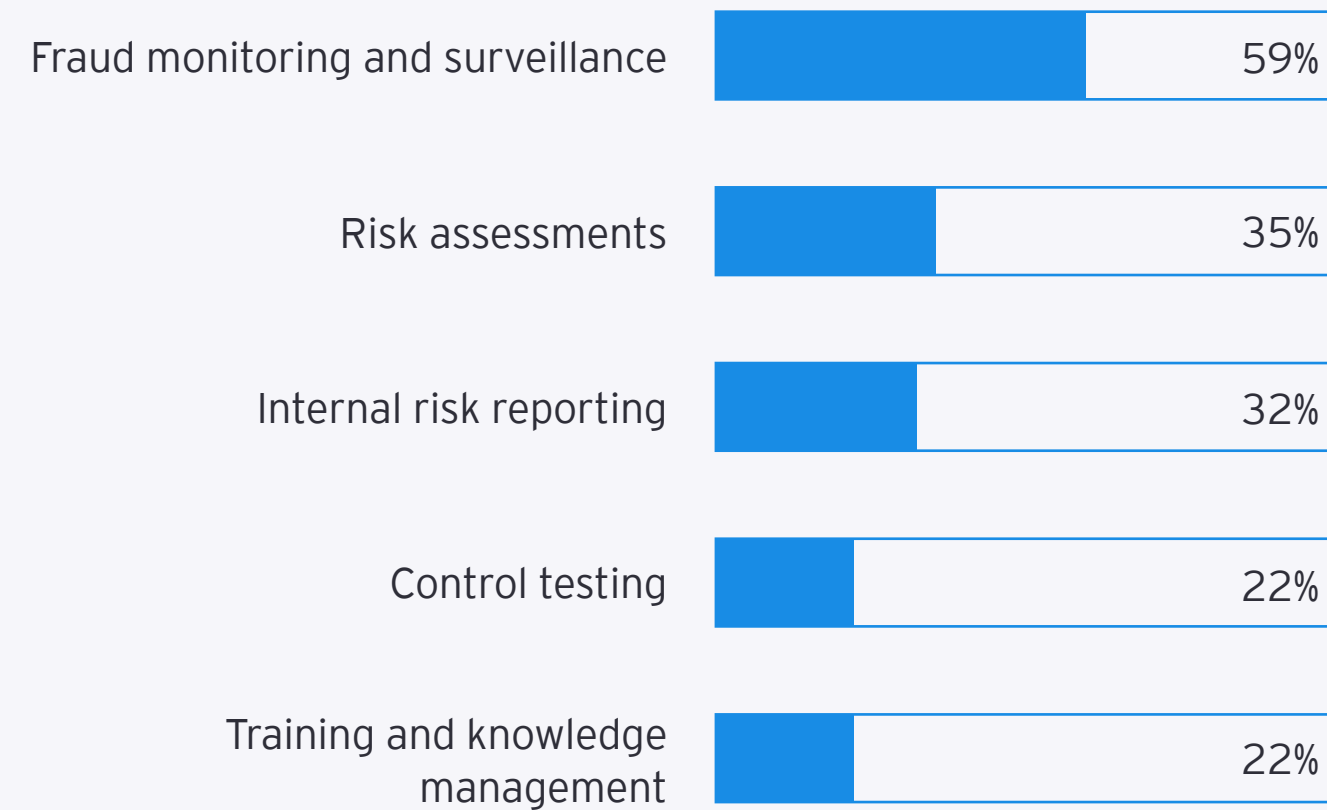 Fraud monitoring and surveillance 59%
Risk assessments 35%
Internal risk reporting 32%
Control testing 22%
Training and knowledge
management 22%